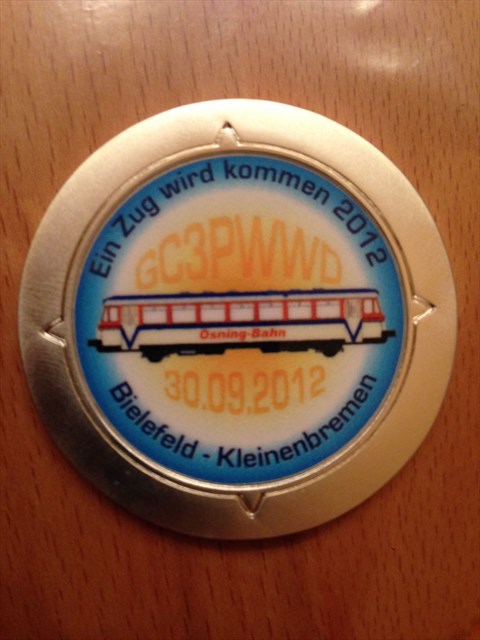 Ein Zug wird kommen 2012
GC3PWWD
Osning-Bahn
30.09.2012
Bielefeld - Kleinenbremen